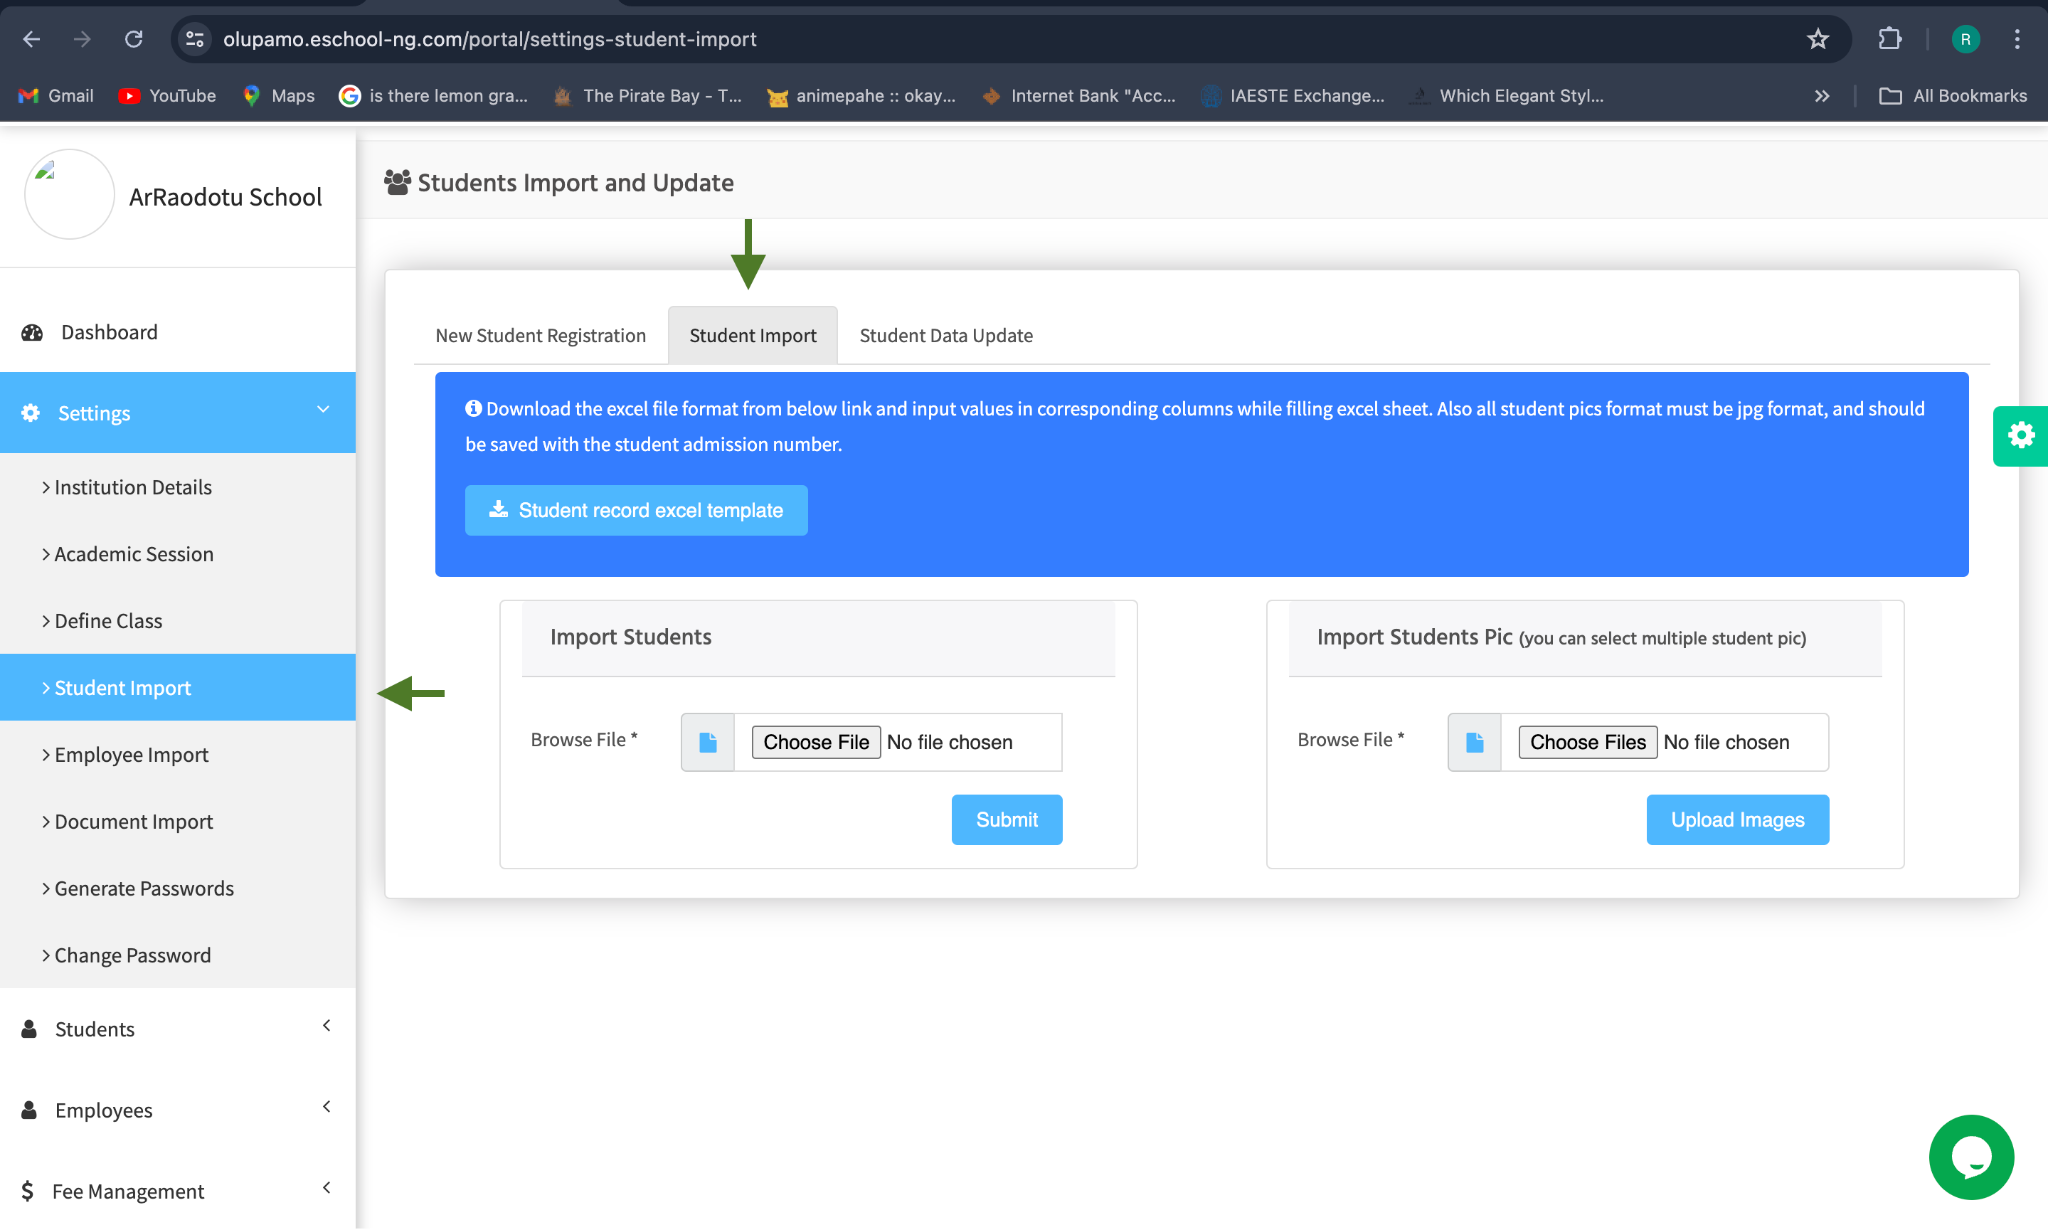 olupamo.eschool-ng.com/portal/settings-student-import
R
Gmail
YouTube
Maps
is there lemon gra...
The Pirate Bay - T...
animepahe :: okay...
Internet Bank "Acc...
IAESTE Exchange...
Which Elegant Styl...
All Bookmarks
ArRaodotu School
Dashboard
Settings
Institution Details
Academic Session
Define Class
Student Import
Employee Import
Document Import
Generate Passwords
Change Password
Students
Employees
Fee Management
Students Import and Update
New Student Registration
Student Import
Student Data Update
Download the excel file format from below link and input values in corresponding columns while filling excel sheet. Also all student pics format must be jpg format, and should
be saved with the student admission number.
Student record excel template
Import Students
Browse File *
Choose File No file chosen
Submit
Import Students Pic (you can select multiple student pic)
Browse File *
Choose Files No file chosen
Upload Images